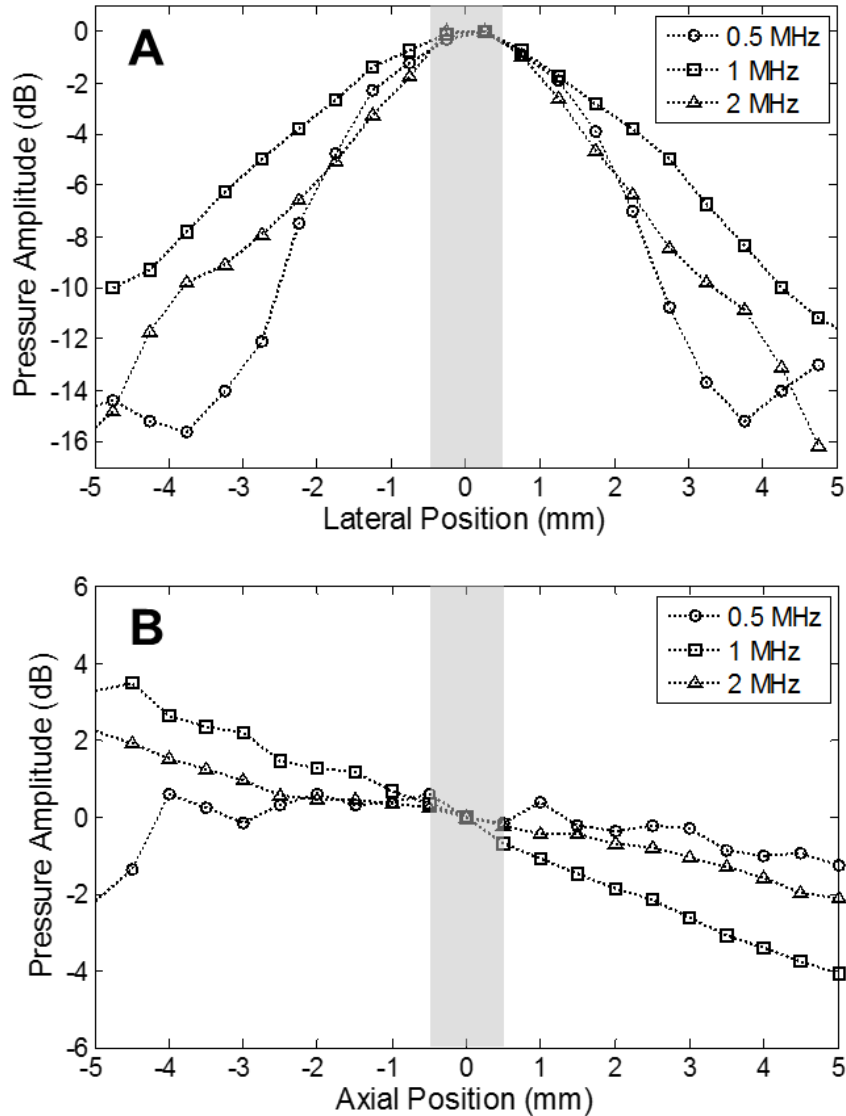 A
0.5 MHz
1 MHz
2 MHz
Pressure Amplitude (dB)
0
-2
-4
-6
-8
-10
-12
-14
-16
-5 -4 -3 -2 -1 0 1 2 3 4 5
Lateral Position (mm)
B
0.5 MHz
1 MHz
2 MHz
Pressure Amplitude (dB)
6
4
2
0
-2
-4
-6
-5 -4 -3 -2 -1 0 1 2 3 4 5
Axial Position (mm)